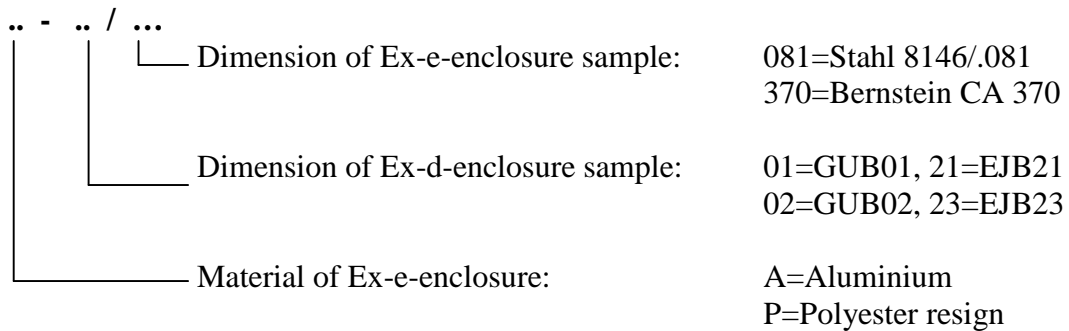 .. - .. / ...
Dimension of Ex-e-enclosure sample: 081=Stahl 8146/.081
370=Bernstein CA 370
Dimension of Ex-d-enclosure sample: 01=GUB01, 21=EJB21
02=GUB02, 23=EJB23
Material of Ex-e-enclosure: A=Aluminium
P=Polyester resign